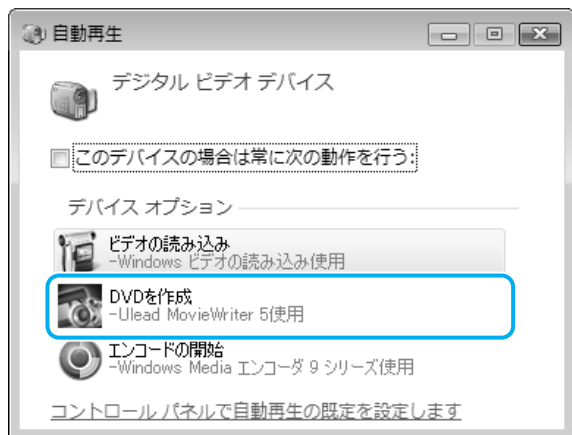 自動再生
デジタル ビデオ デバイス
このデバイスの場合は常に次の動作を行う:
デバイス オプション
ビデオの読み込み
-Windows ビデオの読み込み使用
DVDを作成
-Ulead MovieWriter 5使用
エンコードの開始
-Windows Media エンコーダ 9 シリーズ使用
コントロール パネルで自動再生の既定を設定します